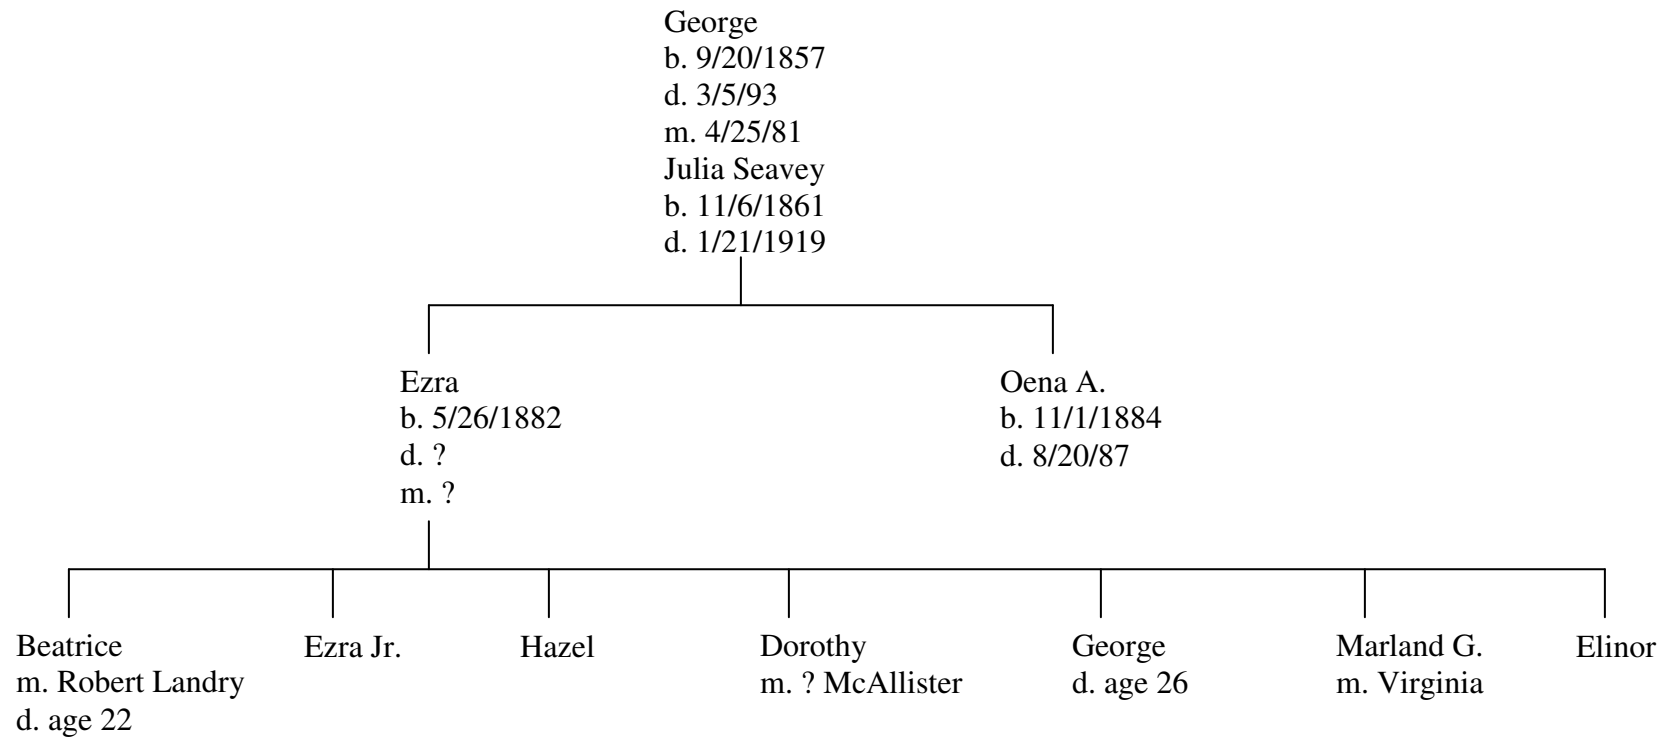 George
b. 9/20/1857
d. 3/5/93
m. 4/25/81
Julia Seavey
b. 11/6/1861
d. 1/21/1919
Ezra
b. 5/26/1882
d. ?
m. ?
Oena A.
b. 11/1/1884
d. 8/20/87
Beatrice
m. Robert Landry
d. age 22
Ezra Jr.
Hazel
Dorothy
m. ? McAllister
George
d. age 26
Marland G.
m. Virginia
Elinor